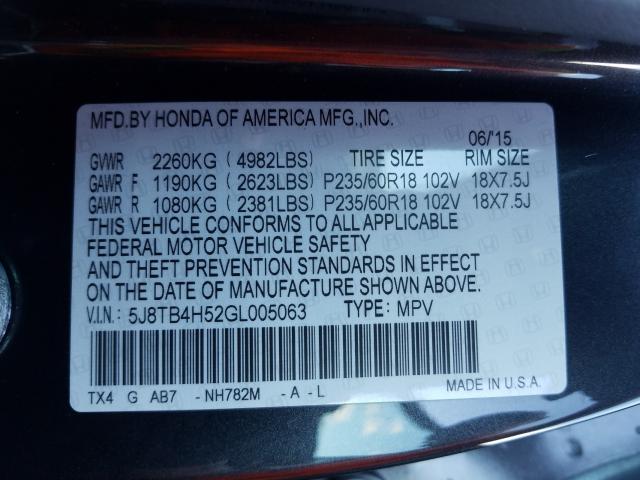 MFD.BY HONDA OF AMERICA MFG.,INC.
06/'15
GVWR 2260KG (4982LBS) TIRE SIZE RIM SIZE
GAWR F 1190KG (2623LBS) P235/60R18 102V 18X7.5J
GAWR R 1080KG (2381LBS) P235/60R18 102V 18X7.5J
THIS VEHICLE CONFORMS TO ALL APPLICABLE
FEDERAL MOTOR VEHICLE SAFETY
AND THEFT PREVENTION STANDARDS IN EFFECT
ON THE DATE OF MANUFACTURE SHOWN ABOVE.
V.I.N.: 5J8TB4H52GL005063 TYPE: MPV
TX4 G AB7 -NH782M -A-L
MADE IN U.S.A.